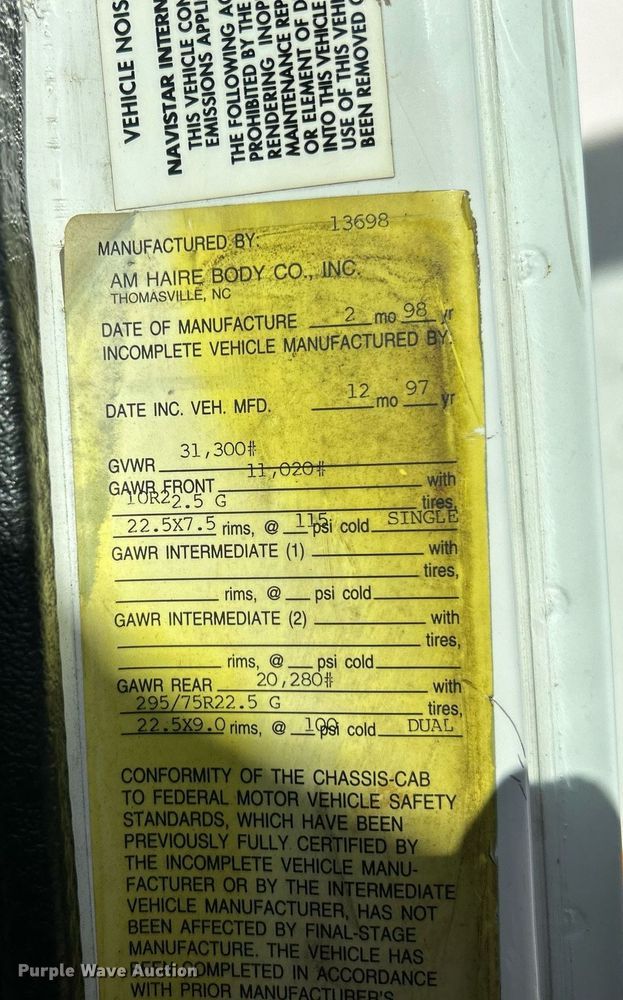 VEHICLE NOIS
NAVISTAR INTERN
THIS VEHICLE CON
EMISSIONS APPLI
THE FOLLOWING AC
PROHIBITED BY THE
RENDERING INOP
MAINTENANCE REP
OR ELEMENT OF D
INTO THIS VEHICLE
USE OF THIS VEH
BEEN REMOVED O
13698
MANUFACTURED BY:
AM HAIRE BODY CO., INC.
THOMASVILLE, NC
DATE OF MANUFACTURE 2 mo 98 yr
INCOMPLETE VEHICLE MANUFACTURED BY:
DATE INC. VEH. MFD. 12 mo 97 yr
GVWR 31,300#
GAWR FRONT 11,020# with
10R22.5 G tires,
22.5X7.5 rims, @ 115 psi cold SINGLE
GAWR INTERMEDIATE (1) with
tires,
rims, @ psi cold
GAWR INTERMEDIATE (2) with
tires,
rims, @ psi cold
GAWR REAR 20,280# with
295/75R22.5 G tires,
22.5X9.0 rims, @ 100 psi cold DUAL
CONFORMITY OF THE CHASSIS-CAB
TO FEDERAL MOTOR VEHICLE SAFETY
STANDARDS, WHICH HAVE BEEN
PREVIOUSLY FULLY CERTIFIED BY
THE INCOMPLETE VEHICLE MANU-
FACTURER OR BY THE INTERMEDIATE
VEHICLE MANUFACTURER, HAS NOT
BEEN AFFECTED BY FINAL-STAGE
MANUFACTURE. THE VEHICLE HAS
BEEN COMPLETED IN ACCORDANCE
WITH PRIOR MANUFACTURER'S
Purple Wave Auction